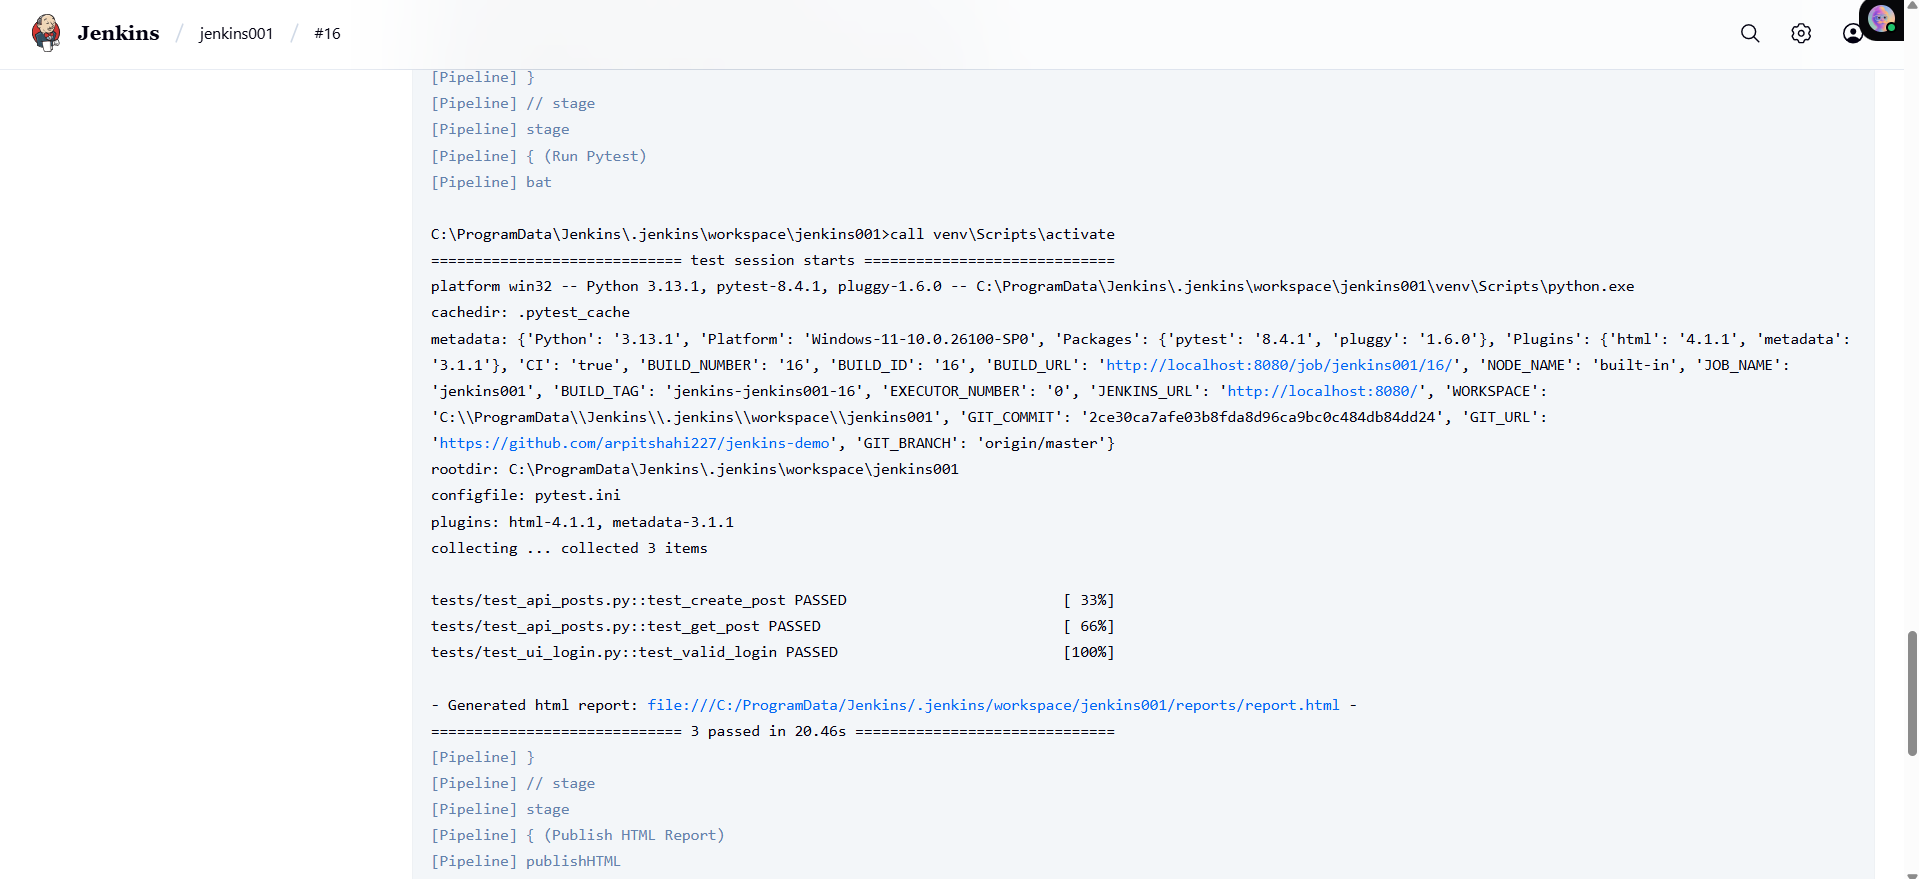 Jenkins / jenkins001 / #16
[Pipeline] }
[Pipeline] // stage
[Pipeline] stage
[Pipeline] { (Run Pytest)
[Pipeline] bat
C:\ProgramData\Jenkins\.jenkins\workspace\jenkins001>call venv\Scripts\activate
============================= test session starts =============================
platform win32 -- Python 3.13.1, pytest-8.4.1, pluggy-1.6.0 -- C:\ProgramData\Jenkins\.jenkins\workspace\jenkins001\venv\Scripts\python.exe
cachedir: .pytest_cache
metadata: {'Python': '3.13.1', 'Platform': 'Windows-11-10.0.26100-SP0', 'Packages': {'pytest': '8.4.1', 'pluggy': '1.6.0'}, 'Plugins': {'html': '4.1.1', 'metadata':
'3.1.1'}, 'CI': 'true', 'BUILD_NUMBER': '16', 'BUILD_ID': '16', 'BUILD_URL': 'http://localhost:8080/job/jenkins001/16/', 'NODE_NAME': 'built-in', 'JOB_NAME':
'jenkins001', 'BUILD_TAG': 'jenkins-jenkins001-16', 'EXECUTOR_NUMBER': '0', 'JENKINS_URL': 'http://localhost:8080/', 'WORKSPACE':
'C:\\ProgramData\\Jenkins\\.jenkins\\workspace\\jenkins001', 'GIT_COMMIT': '2ce30ca7afe03b8fda8d96ca9bc0c484db84dd24', 'GIT_URL':
'https://github.com/arpitshahi227/jenkins-demo', 'GIT_BRANCH': 'origin/master'}
rootdir: C:\ProgramData\Jenkins\.jenkins\workspace\jenkins001
configfile: pytest.ini
plugins: html-4.1.1, metadata-3.1.1
collecting ... collected 3 items
tests/test_api_posts.py::test_create_post PASSED [ 33%]
tests/test_api_posts.py::test_get_post PASSED [ 66%]
tests/test_ui_login.py::test_valid_login PASSED [100%]
- Generated html report: file:///C:/ProgramData/Jenkins/.jenkins/workspace/jenkins001/reports/report.html -
============================= 3 passed in 20.46s ==============================
[Pipeline] }
[Pipeline] // stage
[Pipeline] stage
[Pipeline] { (Publish HTML Report)
[Pipeline] publishHTML